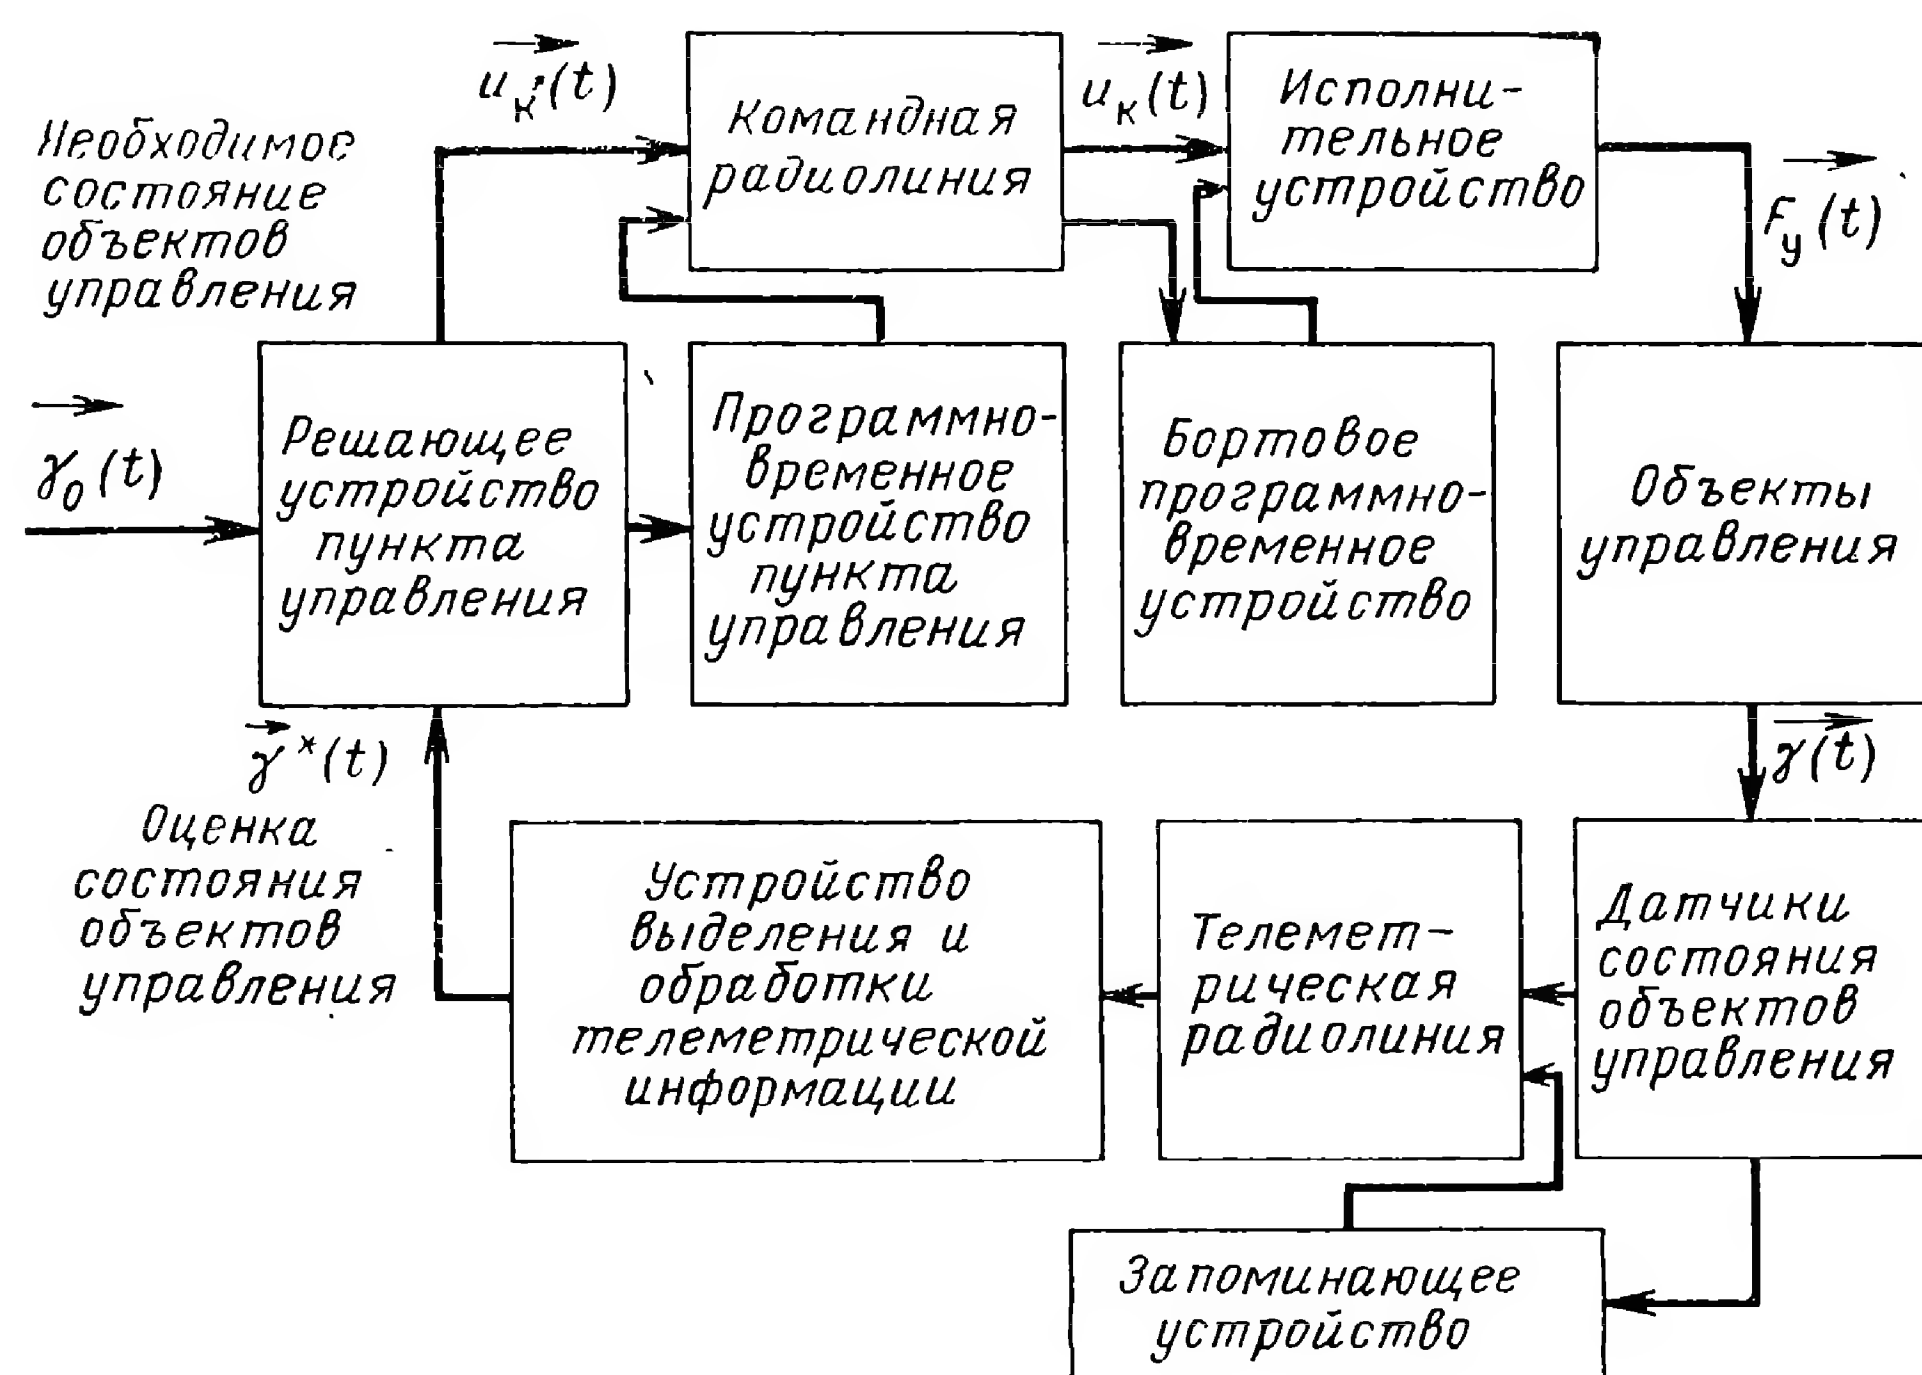 Необходимое
состояние
объектов
управления
u_к'(t)
Командная
радиолиния
u_к(t)
Исполни-
тельное
устройство
F_у(t)
γ_0(t)
Решающее
устройство
пункта
управления
Программно-
временное
устройство
пункта
управления
Бортовое
программно-
временное
устройство
Объекты
управления
γ*(t)
Оценка
состояния
объектов
управления
γ(t)
Устройство
выделения и
обработки
телеметрической
информации
Телемет-
рическая
радиолиния
Датчики
состояния
объектов
управления
Запоминающее
устройство